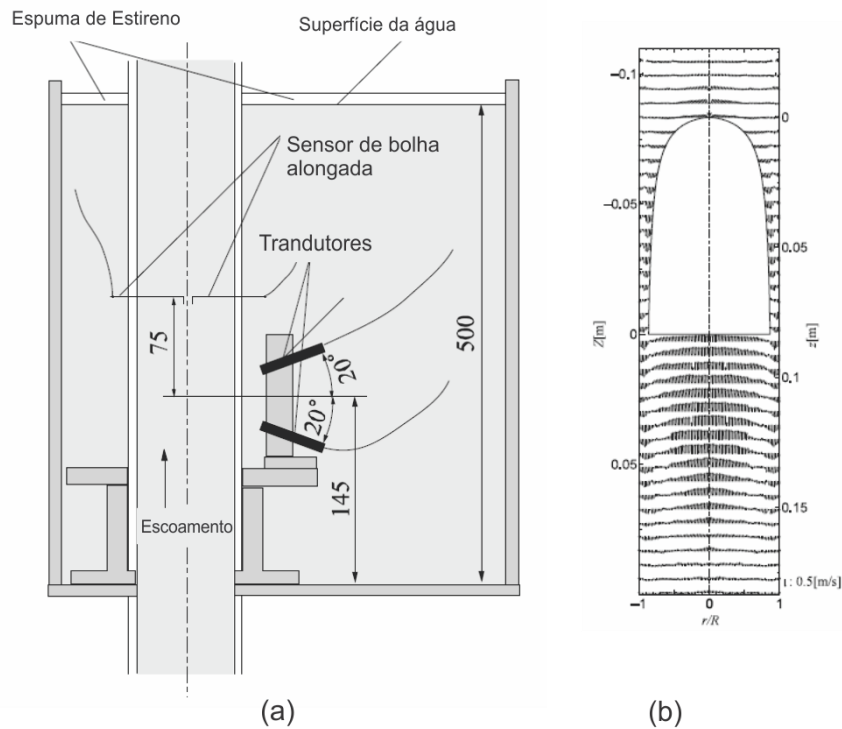 Espuma de Estireno
Superfície da água
Sensor de bolha
alongada
Trandutores
75
20°
20°
500
145
Escoamento
(a)
−0.1
−0.05
0
0.05
Z[m]
0
0.05
0.1
0.15
z[m]
: 0.5[m/s]
−1
0
1
r/R
(b)